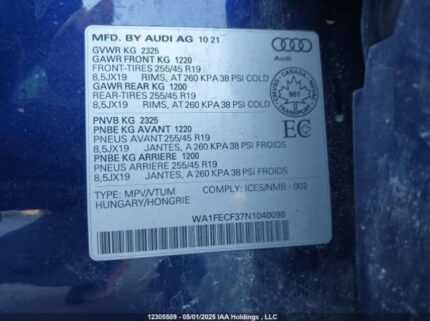 MFD. BY AUDI AG 10 21
GVWR KG 2325
GAWR FRONT KG 1220
FRONT-TIRES 255/45 R19
8,5JX19 RIMS, AT 260 KPA 38 PSI COLD
GAWR REAR KG 1200
REAR-TIRES 255/45 R19
8,5JX19 RIMS, AT 260 KPA 38 PSI COLD
PNVB KG 2325
PNBE KG AVANT 1220
PNEUS AVANT 255/45 R19
8,5JX19 JANTES, A 260 KPA 38 PSI FROIDS
PNBE KG ARRIERE 1200
PNEUS ARRIERE 255/45 R19
8,5JX19 JANTES, A 260 KPA 38 PSI FROIDS
TYPE: MPV/VTUM COMPLY: ICES/NMB - 002
HUNGARY/HONGRIE
WA1FECF37N1040098
Audi
CMVSS - CANADA - NSVAC
961
TRANSPORT
EC
12305509 - 05/01/2025 IAA Holdings , LLC